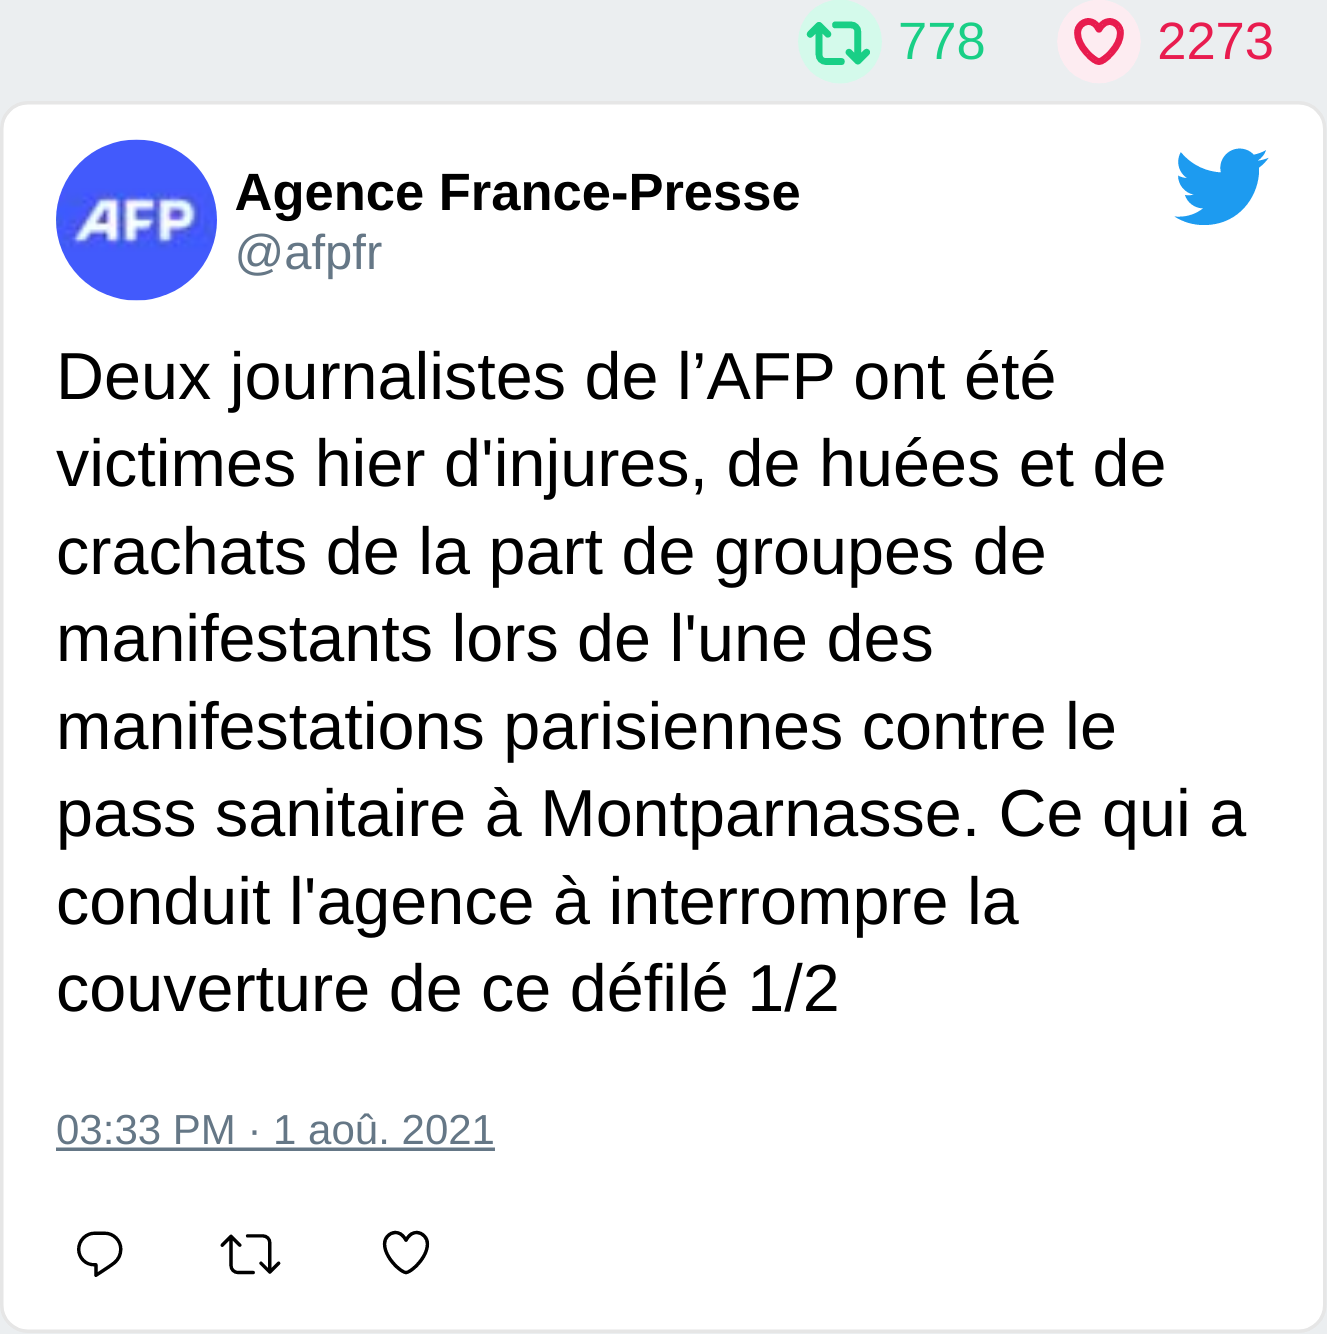 778 2273
AFP
Agence France-Presse
@afpfr
Deux journalistes de l’AFP ont été
victimes hier d'injures, de huées et de
crachats de la part de groupes de
manifestants lors de l'une des
manifestations parisiennes contre le
pass sanitaire à Montparnasse. Ce qui a
conduit l'agence à interrompre la
couverture de ce défilé 1/2
03:33 PM · 1 aoû. 2021